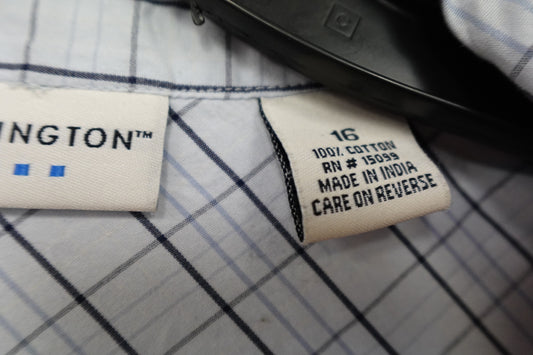 INGTON™
16
100% COTTON
RN # 15099
MADE IN INDIA
CARE ON REVERSE
C